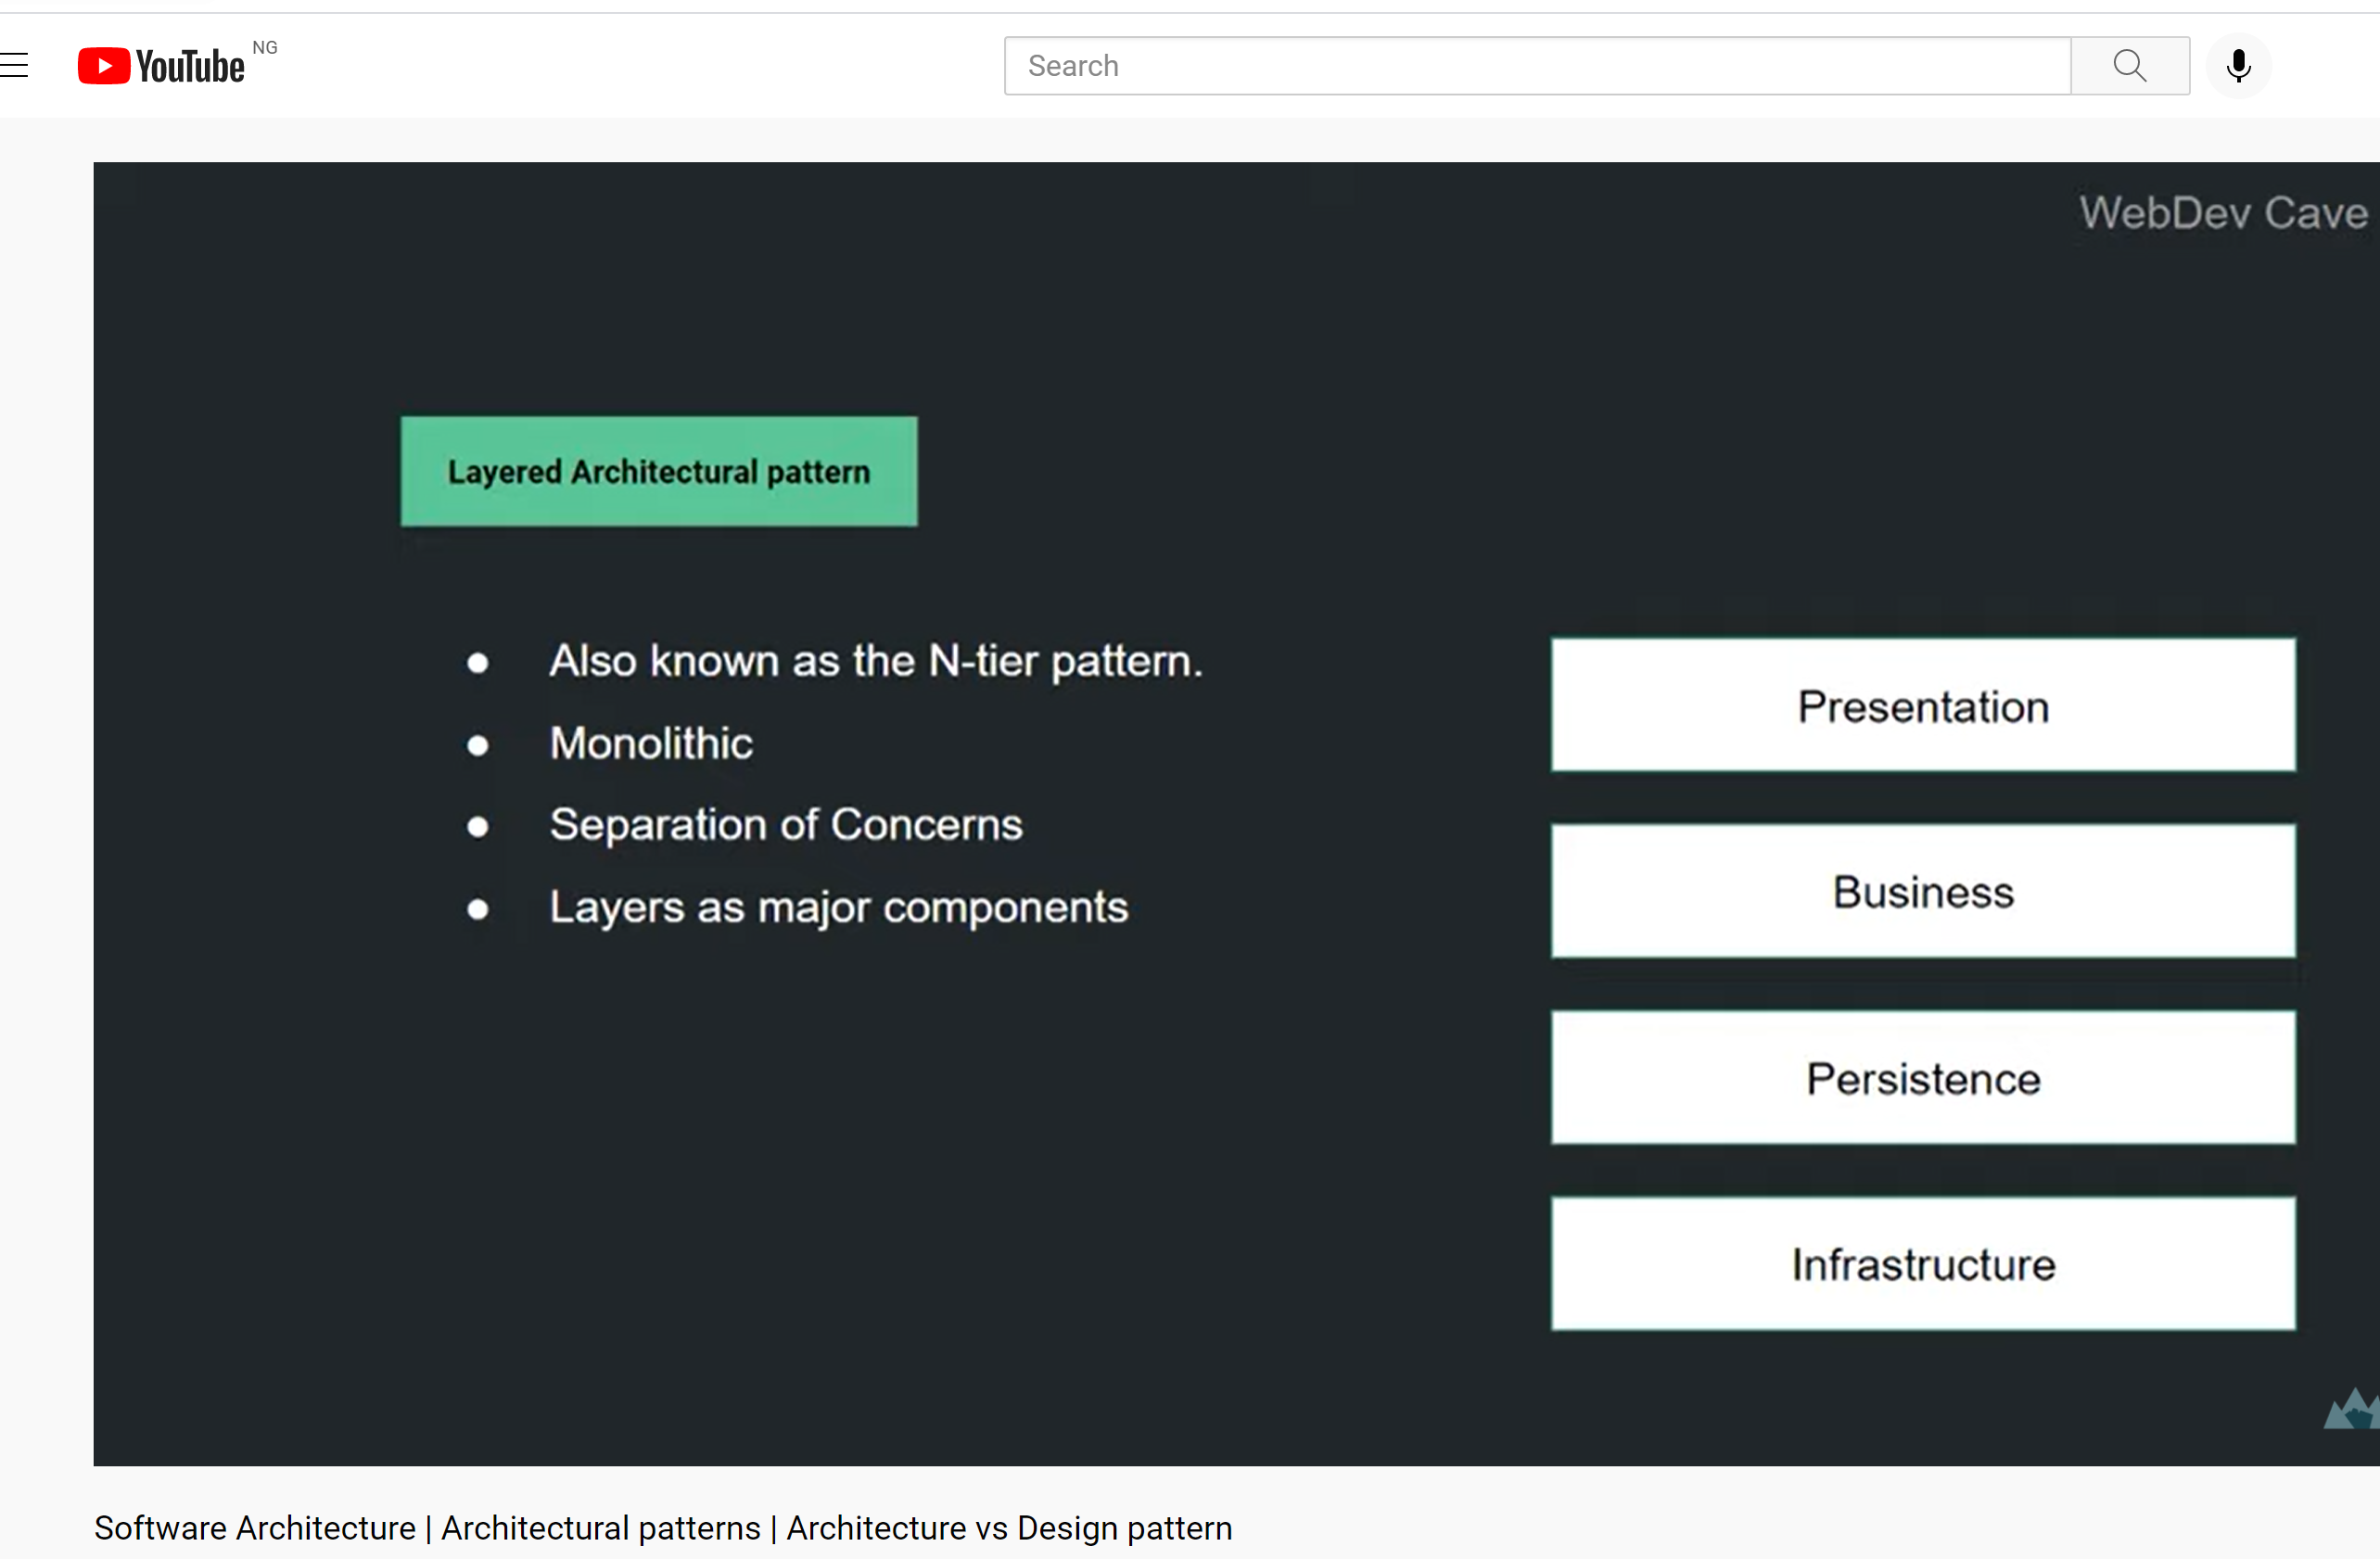 YouTube NG
Search
WebDev Cave
Layered Architectural pattern
● Also known as the N-tier pattern.
● Monolithic
● Separation of Concerns
● Layers as major components
Presentation
Business
Persistence
Infrastructure
Software Architecture | Architectural patterns | Architecture vs Design pattern